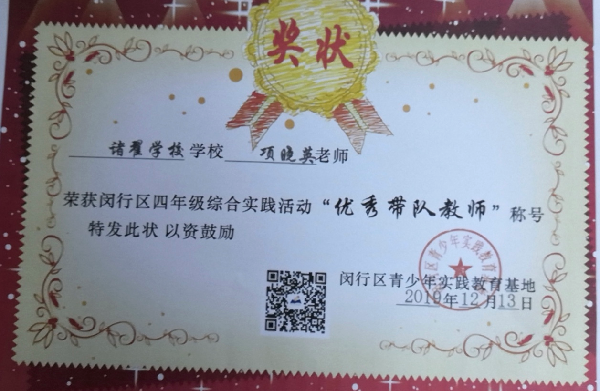 奖状
诸翟学校学校 项晓英老师
荣获闵行区四年级综合实践活动“优秀带队教师”称号
特发此状 以资鼓励
闵行区青少年实践教育基地
2019年12月13日